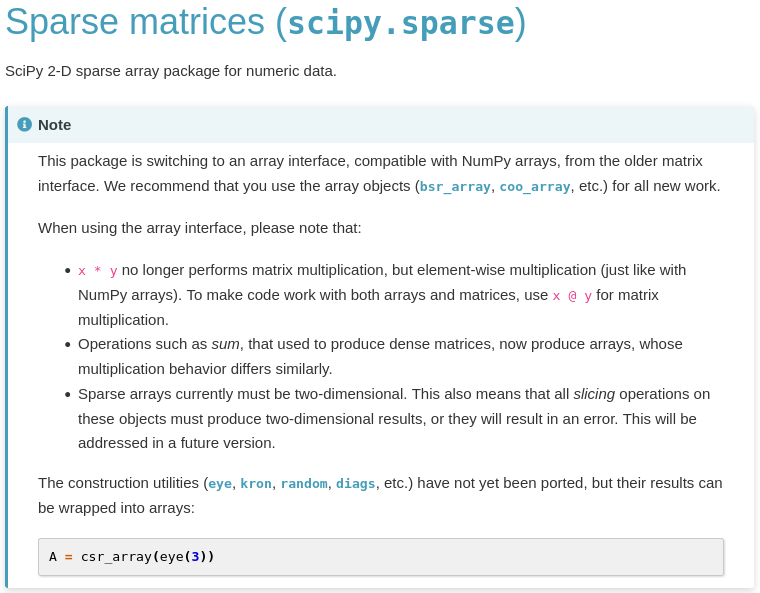 Sparse matrices (scipy.sparse)
SciPy 2-D sparse array package for numeric data.
Note
This package is switching to an array interface, compatible with NumPy arrays, from the older matrix
interface. We recommend that you use the array objects (bsr_array, coo_array, etc.) for all new work.
When using the array interface, please note that:
• x * y no longer performs matrix multiplication, but element-wise multiplication (just like with
NumPy arrays). To make code work with both arrays and matrices, use x @ y for matrix
multiplication.
• Operations such as sum, that used to produce dense matrices, now produce arrays, whose
multiplication behavior differs similarly.
• Sparse arrays currently must be two-dimensional. This also means that all slicing operations on
these objects must produce two-dimensional results, or they will result in an error. This will be
addressed in a future version.
The construction utilities (eye, kron, random, diags, etc.) have not yet been ported, but their results can
be wrapped into arrays:
A = csr_array(eye(3))